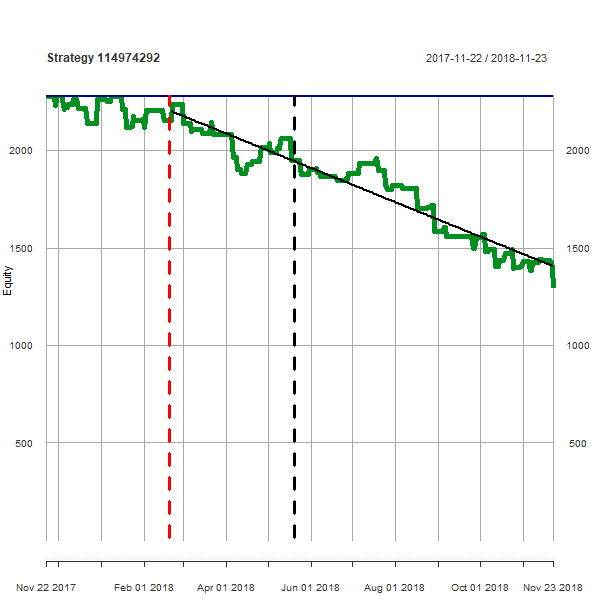 Strategy 114974292
2017-11-22 / 2018-11-23
2000
2000
1500
1500
Equity
1000
1000
500
500
Nov 22 2017
Feb 01 2018
Apr 01 2018
Jun 01 2018
Aug 01 2018
Oct 01 2018
Nov 23 2018